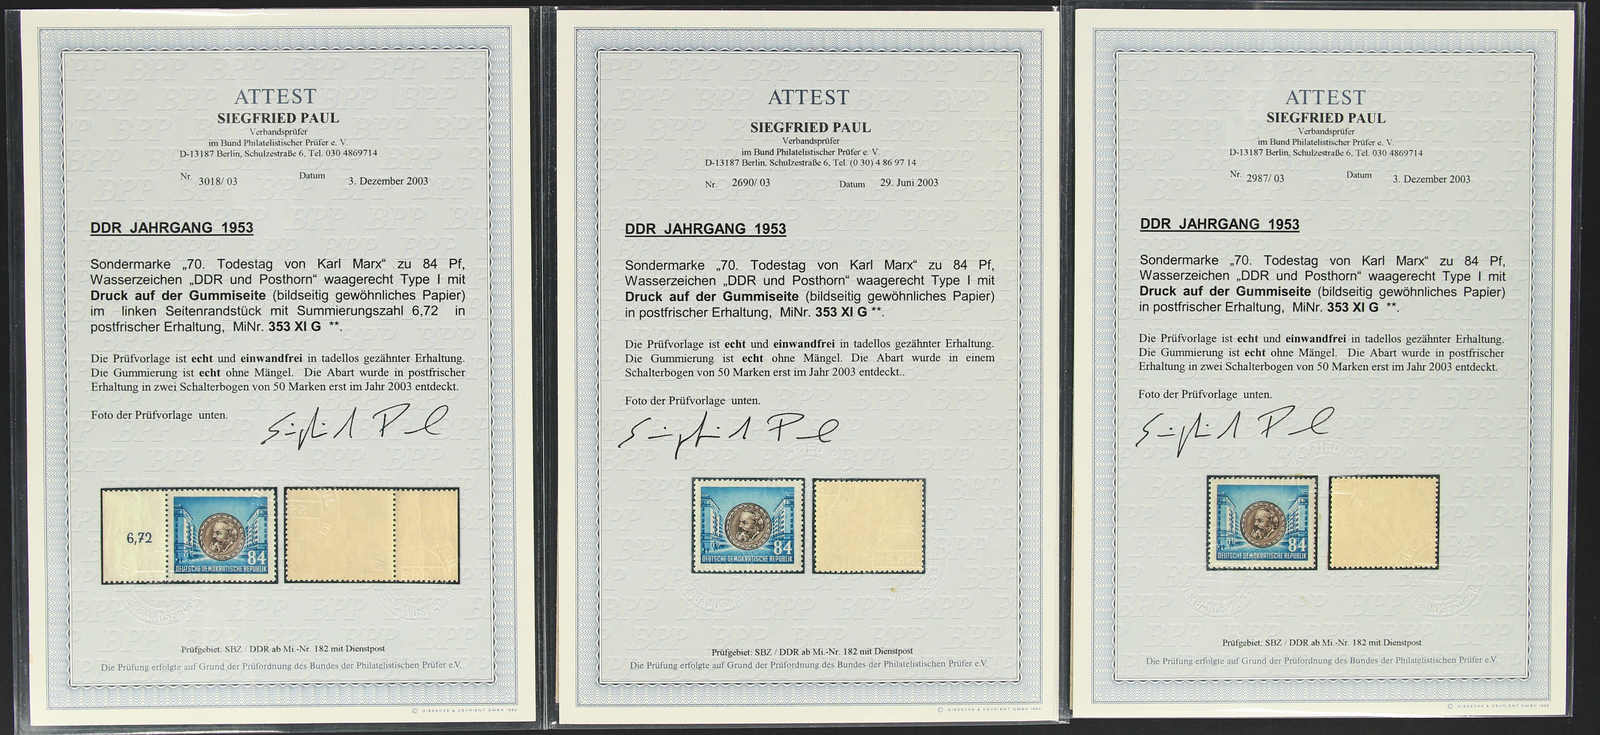 ATTEST
SIEGFRIED PAUL
Verbandsprüfer
im Bund Philatelistischer Prüfer e. V.
D-13187 Berlin, Schulzestraße 6, Tel. 030 4869714
Nr. 3018/ 03 Datum 3. Dezember 2003
DDR JAHRGANG 1953
Sondermarke „70. Todestag von Karl Marx“ zu 84 Pf,
Wasserzeichen „DDR und Posthorn“ waagerecht Type I mit
Druck auf der Gummiseite (bildseitig gewöhnliches Papier)
im linken Seitenrandstück mit Summierungszahl 6,72 in
postfrischer Erhaltung, MiNr. 353 XI G **.
Die Prüfvorlage ist echt und einwandfrei in tadellos gezähnter Erhaltung.
Die Gummierung ist echt ohne Mängel. Die Abart wurde in postfrischer
Erhaltung in zwei Schalterbogen von 50 Marken erst im Jahr 2003 entdeckt.
Foto der Prüfvorlage unten.
6,72
84
DEUTSCHE DEMOKRATISCHE REPUBLIK
Prüfgebiet: SBZ / DDR ab Mi.-Nr. 182 mit Dienstpost
Die Prüfung erfolgte auf Grund der Prüfordnung des Bundes der Philatelistischen Prüfer e.V.
ATTEST
SIEGFRIED PAUL
Verbandsprüfer
im Bund Philatelistischer Prüfer e. V.
D-13187 Berlin, Schulzestraße 6, Tel. (0 30) 4 86 97 14
Nr. 2690/ 03 Datum 29. Juni 2003
DDR JAHRGANG 1953
Sondermarke „70. Todestag von Karl Marx“ zu 84 Pf,
Wasserzeichen „DDR und Posthorn“ waagerecht Type I mit
Druck auf der Gummiseite (bildseitig gewöhnliches Papier)
in postfrischer Erhaltung, MiNr. 353 XI G **.
Die Prüfvorlage ist echt und einwandfrei in tadellos gezähnter Erhaltung.
Die Gummierung ist echt ohne Mängel. Die Abart wurde in einem
Schalterbogen von 50 Marken erst im Jahr 2003 entdeckt..
Foto der Prüfvorlage unten.
84
DEUTSCHE DEMOKRATISCHE REPUBLIK
Prüfgebiet: SBZ / DDR ab Mi.-Nr. 182 mit Dienstpost
Die Prüfung erfolgte auf Grund der Prüfordnung des Bundes der Philatelistischen Prüfer e.V.
ATTEST
SIEGFRIED PAUL
Verbandsprüfer
im Bund Philatelistischer Prüfer e. V.
D-13187 Berlin, Schulzestraße 6, Tel. 030 4869714
Nr. 2987/ 03 Datum 3. Dezember 2003
DDR JAHRGANG 1953
Sondermarke „70. Todestag von Karl Marx“ zu 84 Pf,
Wasserzeichen „DDR und Posthorn“ waagerecht Type I mit
Druck auf der Gummiseite (bildseitig gewöhnliches Papier)
in postfrischer Erhaltung, MiNr. 353 XI G **.
Die Prüfvorlage ist echt und einwandfrei in tadellos gezähnter Erhaltung.
Die Gummierung ist echt ohne Mängel. Die Abart wurde in postfrischer
Erhaltung in zwei Schalterbogen von 50 Marken erst im Jahr 2003 entdeckt.
Foto der Prüfvorlage unten.
84
DEUTSCHE DEMOKRATISCHE REPUBLIK
Prüfgebiet: SBZ / DDR ab Mi.-Nr. 182 mit Dienstpost
Die Prüfung erfolgte auf Grund der Prüfordnung des Bundes der Philatelistischen Prüfer e.V.